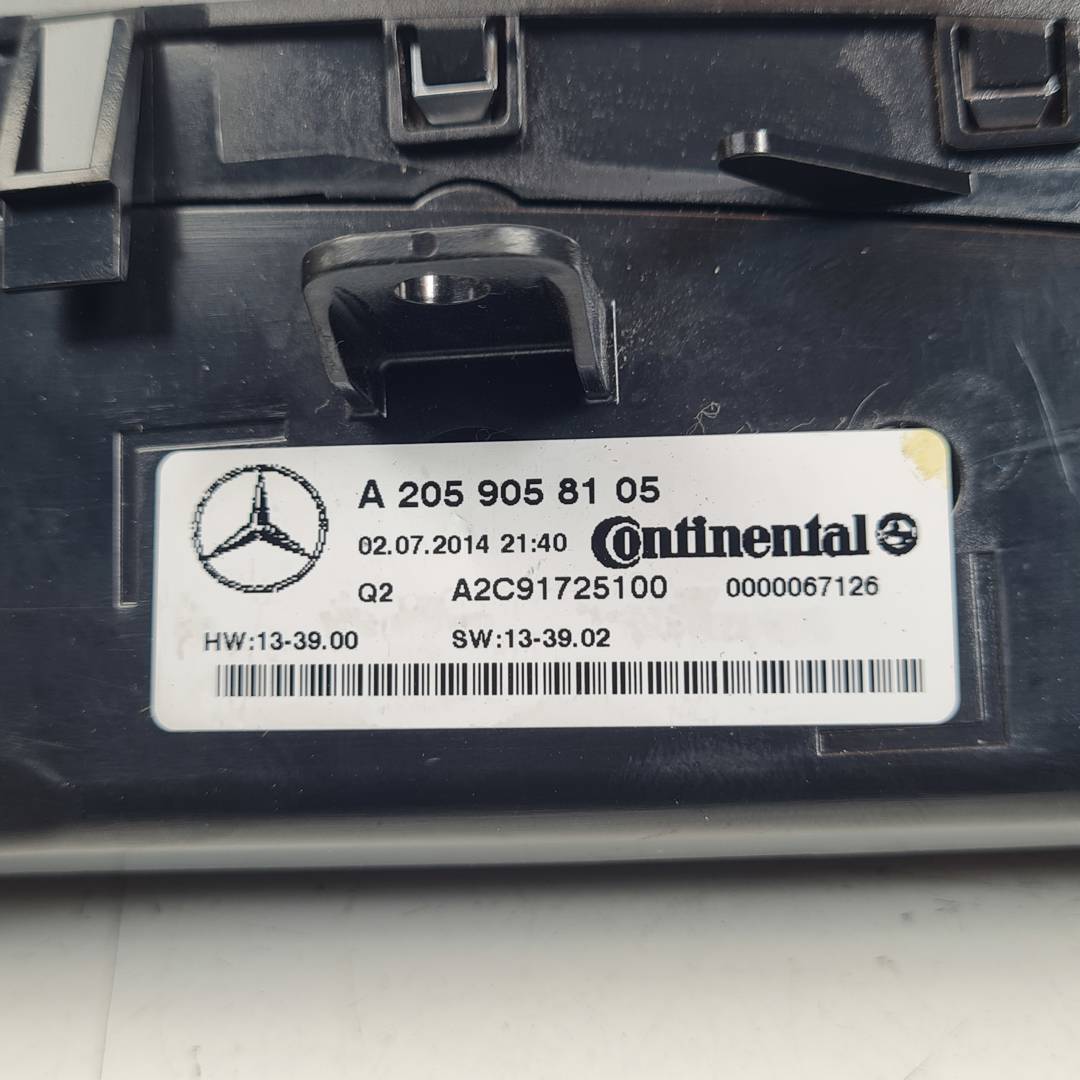 A 205 905 81 05
02.07.2014 21:40 Continental
Q2 A2C91725100 0000067126
HW:13-39.00 SW:13-39.02